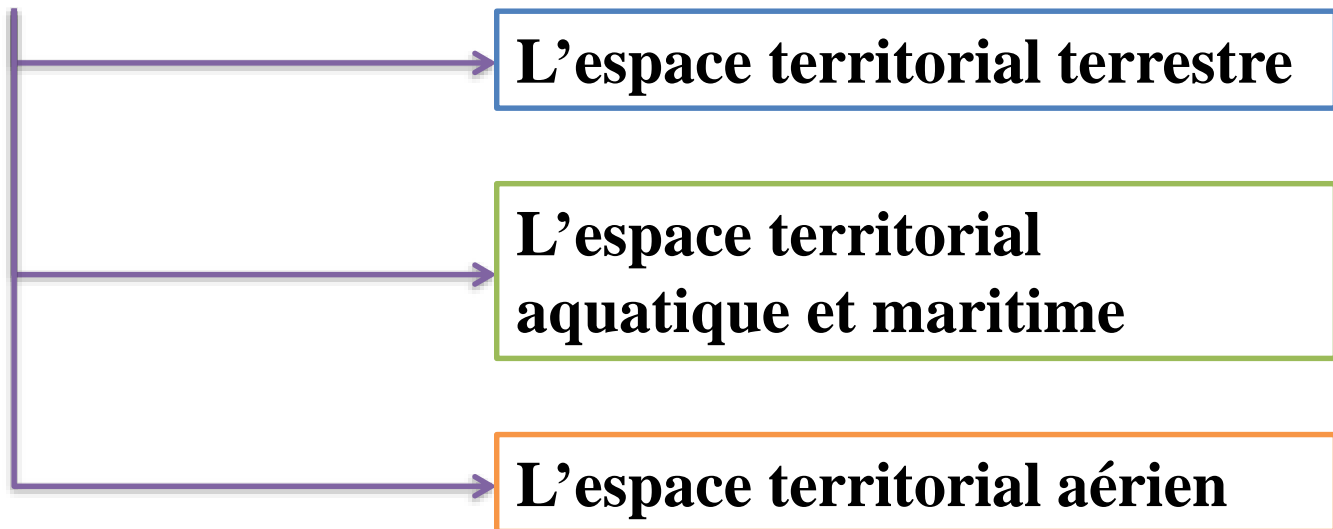 L’espace territorial terrestre
L’espace territorial
aquatique et maritime
L’espace territorial aérien